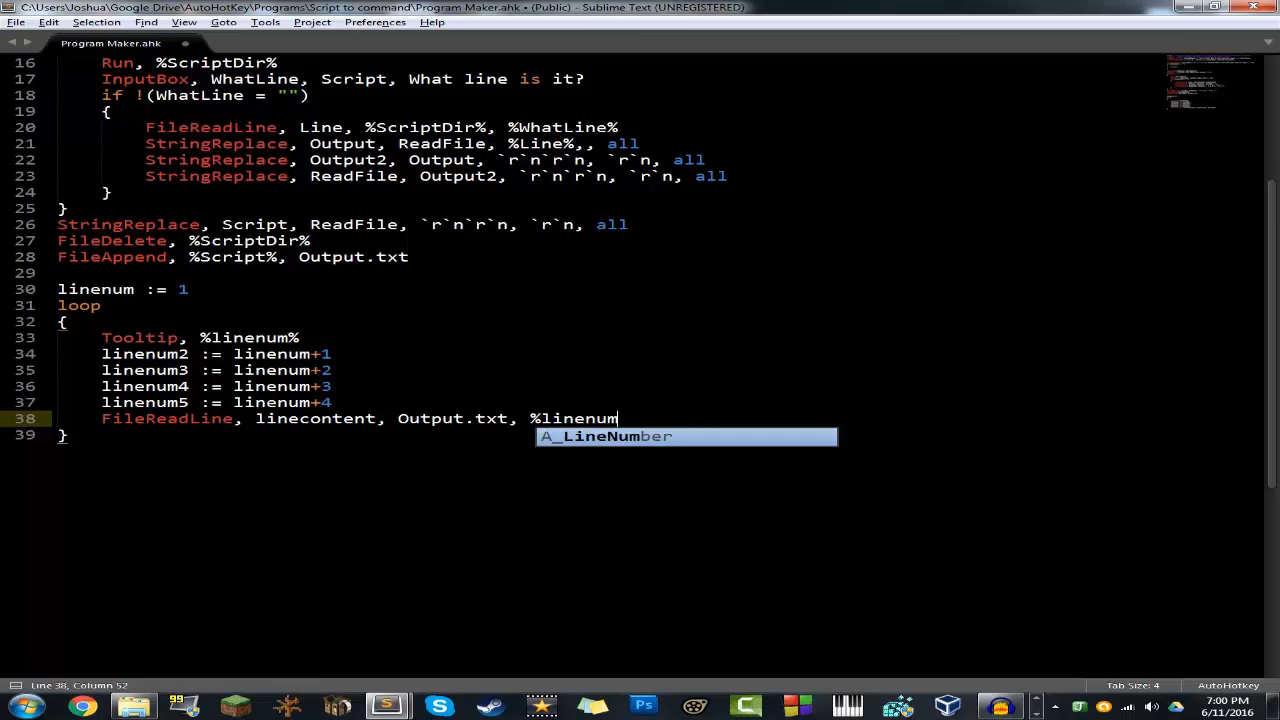 C:\Users\Joshua\Google Drive\AutoHotKey\Programs\Script to command\Program Maker.ahk • (Public) - Sublime Text (UNREGISTERED)
File Edit Selection Find View Goto Tools Project Preferences Help
Program Maker.ahk
16 Run, %ScriptDir%
17 InputBox, WhatLine, Script, What line is it?
18 if !(WhatLine = "")
19 {
20 FileReadLine, Line, %ScriptDir%, %WhatLine%
21 StringReplace, Output, ReadFile, %Line%,, all
22 StringReplace, Output2, Output, `r`n`r`n, `r`n, all
23 StringReplace, ReadFile, Output2, `r`n`r`n, `r`n, all
24 }
25 }
26 StringReplace, Script, ReadFile, `r`n`r`n, `r`n, all
27 FileDelete, %ScriptDir%
28 FileAppend, %Script%, Output.txt
29
30 linenum := 1
31 loop
32 {
33 Tooltip, %linenum%
34 linenum2 := linenum+1
35 linenum3 := linenum+2
36 linenum4 := linenum+3
37 linenum5 := linenum+4
38 FileReadLine, linecontent, Output.txt, %linenum
A_LineNumber
39 }
Line 38, Column 52
Tab Size: 4
AutoHotkey
99
S
Ps
7:00 PM
6/11/2016